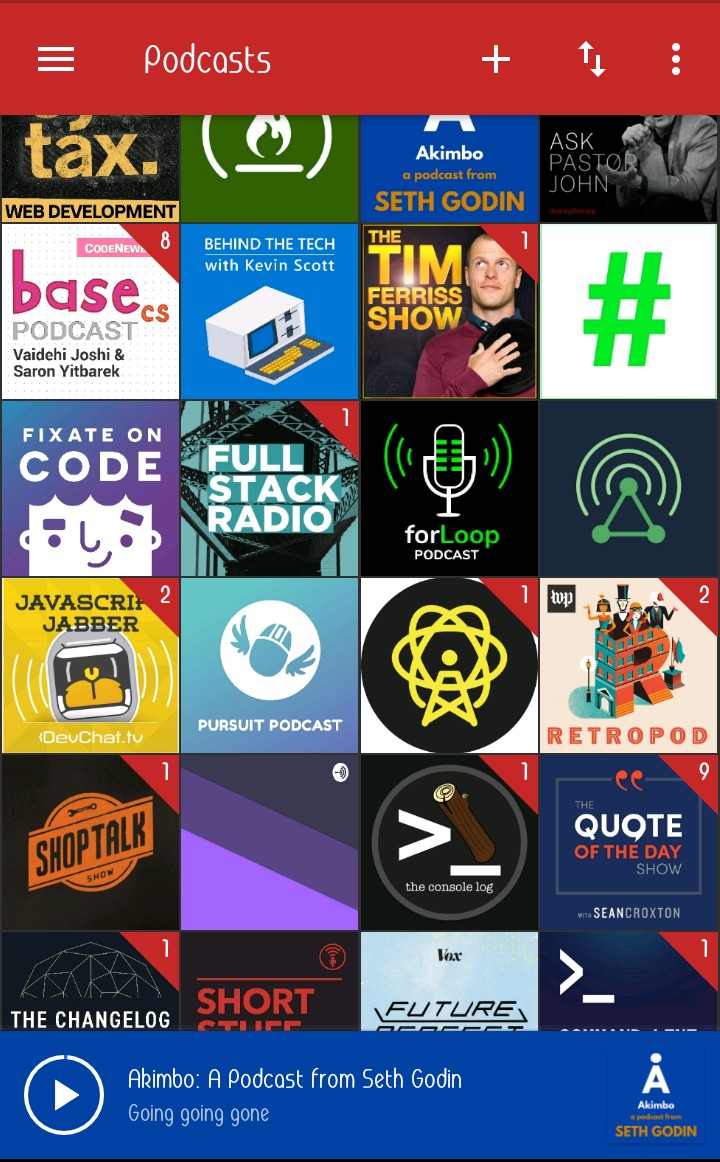 Podcasts
tax.
WEB DEVELOPMENT
Akimbo
a podcast from
SETH GODIN
ASK
PASTOR
JOHN
8
base
cs
PODCAST
Vaidehi Joshi &
Saron Yitbarek
BEHIND THE TECH
with Kevin Scott
1
THE
TIM
FERRISS
SHOW
#
FIXATE ON
CODE
1
FULL
STACK
RADIO
forLoop
PODCAST
2
JABBER
{DevChat.tv
PURSUIT PODCAST
1
2
wp
R
RETROPOD
1
SHOP TALK
SHOW
1
>_
the console log
9
THE
QUOTE
OF THE DAY
SHOW
WITH SEAN CROXTON
1
THE CHANGELOG
SHORT
STUFF
Vox
FUTURE
PERFECT
1
>_
Akimbo: A Podcast from Seth Godin
Going going gone
Akimbo
a podcast from
SETH GODIN